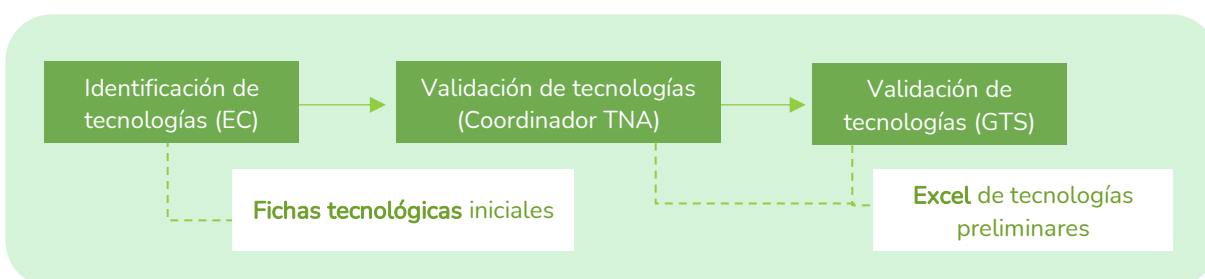 Identificación de
tecnologías (EC)
Validación de tecnologías
(Coordinador TNA)
Validación de
tecnologías (GTS)
Fichas tecnológicas iniciales
Excel de tecnologías
preliminares